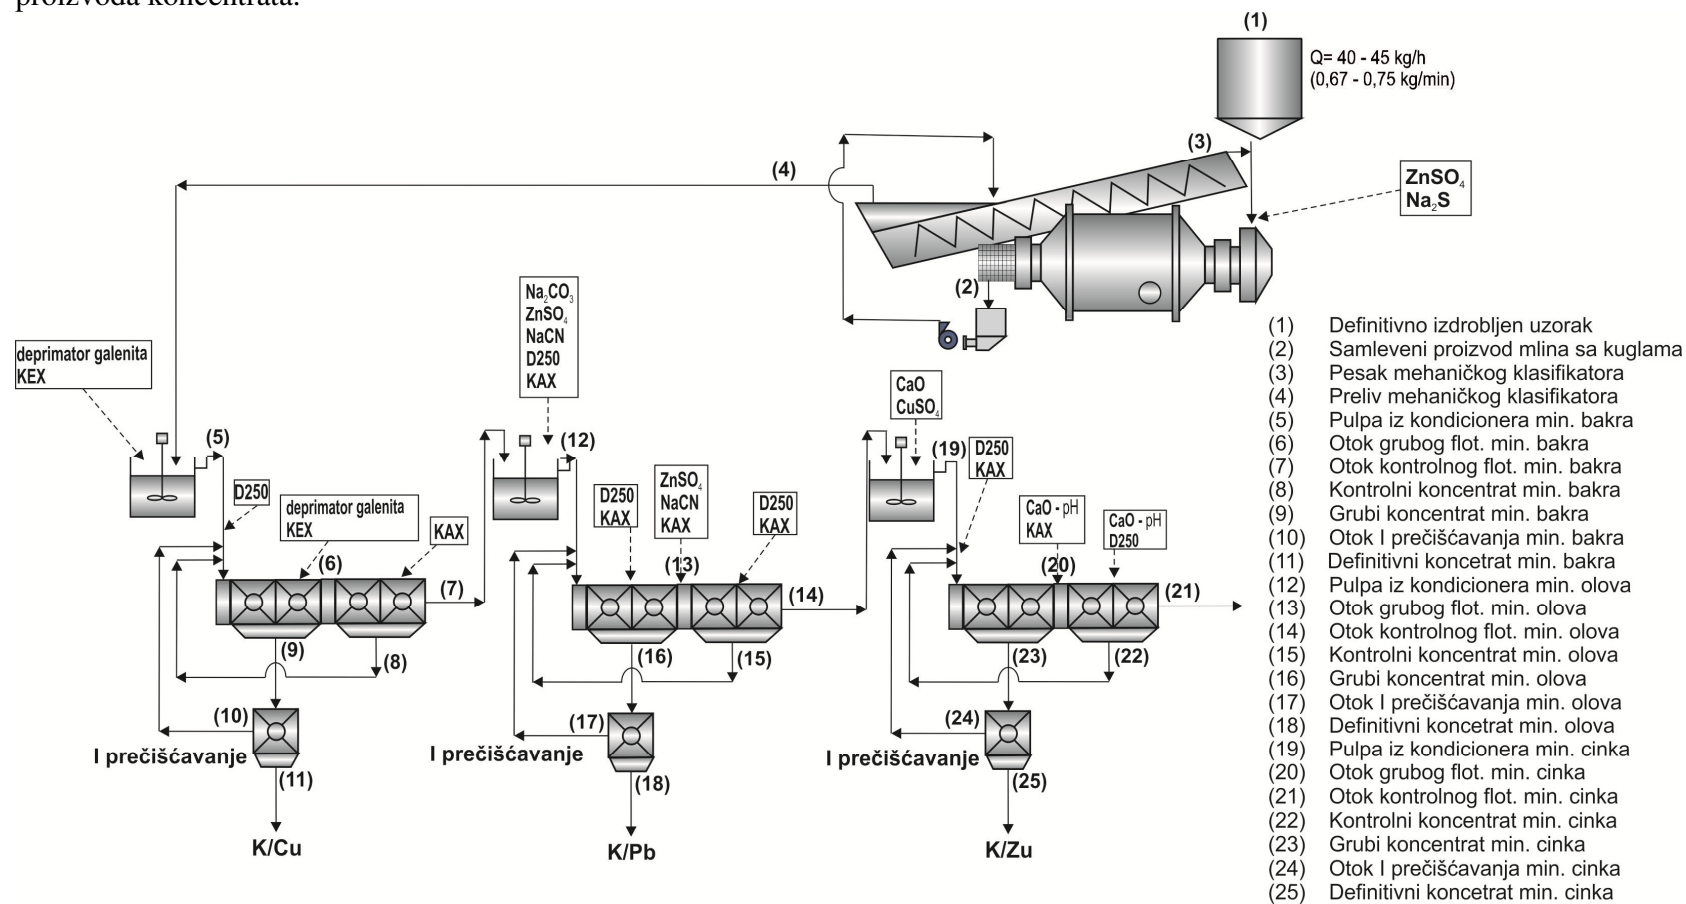 proizvoda koncentrata.
(1)
Q= 40 - 45 kg/h
(0,67 - 0,75 kg/min)
(3)
(4)
ZnSO₄
Na₂S
(2)
Na₂CO₃
ZnSO₄
NaCN
D250
KAX
deprimator galenita
KEX
CaO
CuSO₄
(5)
(12)
(19)
D250
KAX
D250
deprimator galenita
KEX
KAX
D250
KAX
ZnSO₄
NaCN
KAX
D250
KAX
CaO - pH
KAX
CaO - pH
D250
(6)
(13)
(20)
(7)
(14)
(21)
(9)
(8)
(16)
(15)
(23)
(22)
(10)
(17)
(24)
I prečišćavanje
I prečišćavanje
I prečišćavanje
(11)
(18)
(25)
K/Cu
K/Pb
K/Zu
(1) Definitivno izdrobljen uzorak
(2) Samleveni proizvod mlina sa kuglama
(3) Pesak mehaničkog klasifikatora
(4) Preliv mehaničkog klasifikatora
(5) Pulpa iz kondicionera min. bakra
(6) Otok grubog flot. min. bakra
(7) Otok kontrolnog flot. min. bakra
(8) Kontrolni koncentrat min. bakra
(9) Grubi koncentrat min. bakra
(10) Otok I prečišćavanja min. bakra
(11) Definitivni koncetrat min. bakra
(12) Pulpa iz kondicionera min. olova
(13) Otok grubog flot. min. olova
(14) Otok kontrolnog flot. min. olova
(15) Kontrolni koncentrat min. olova
(16) Grubi koncentrat min. olova
(17) Otok I prečišćavanja min. olova
(18) Definitivni koncetrat min. olova
(19) Pulpa iz kondicionera min. cinka
(20) Otok grubog flot. min. cinka
(21) Otok kontrolnog flot. min. cinka
(22) Kontrolni koncentrat min. cinka
(23) Grubi koncentrat min. cinka
(24) Otok I prečišćavanja min. cinka
(25) Definitivni koncetrat min. cinka